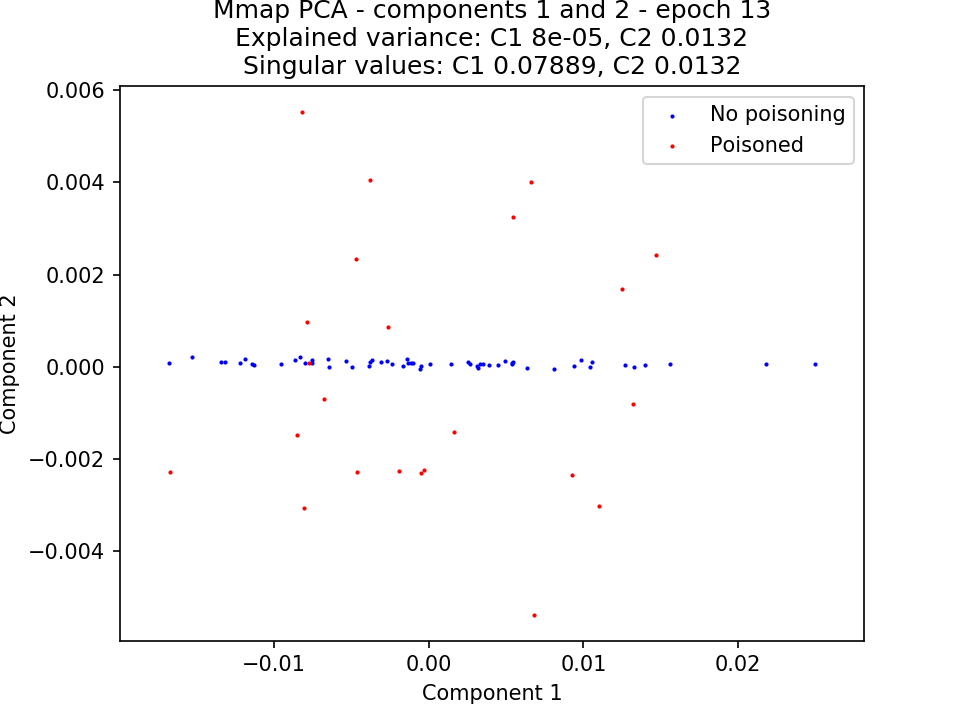 Mmap PCA - components 1 and 2 - epoch 13
Explained variance: C1 8e-05, C2 0.0132
Singular values: C1 0.07889, C2 0.0132
No poisoning
Poisoned
0.006
0.004
0.002
0.000
−0.002
−0.004
Component 2
−0.01
0.00
0.01
0.02
Component 1